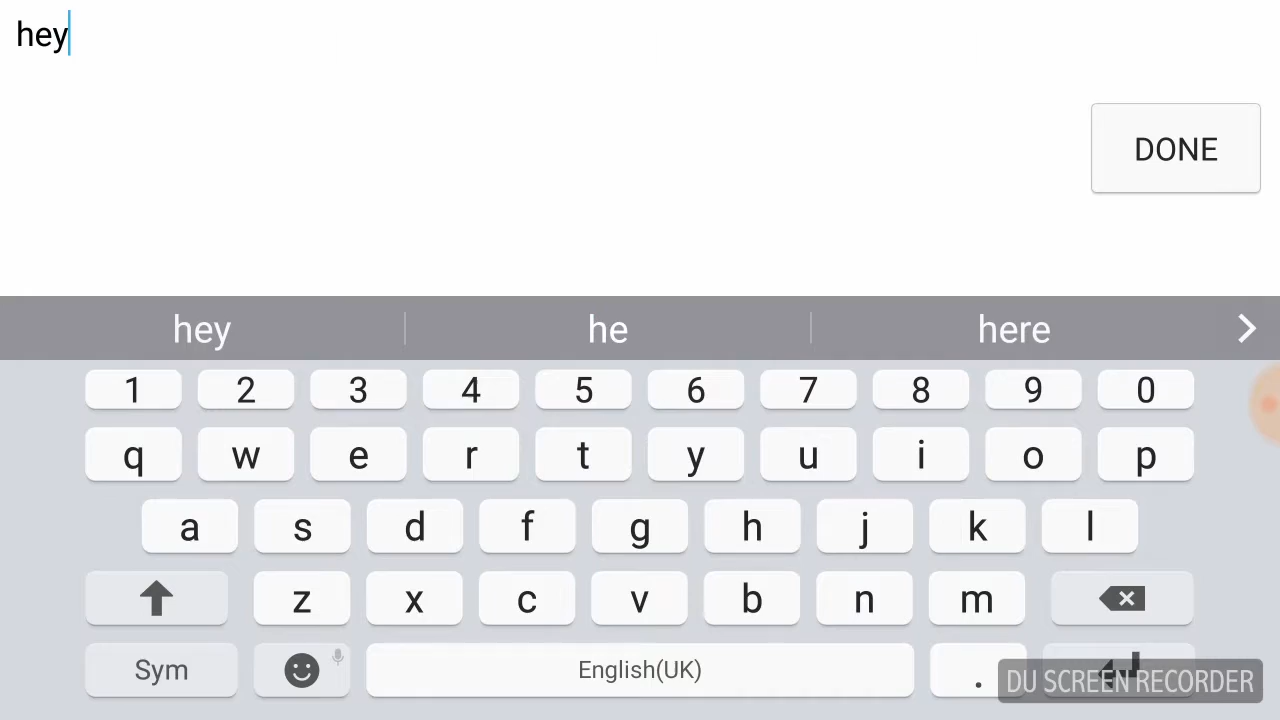 hey
DONE
hey he here
1 2 3 4 5 6 7 8 9 0
q w e r t y u i o p
a s d f g h j k l
z x c v b n m
Sym English(UK) .
DU SCREEN RECORDER